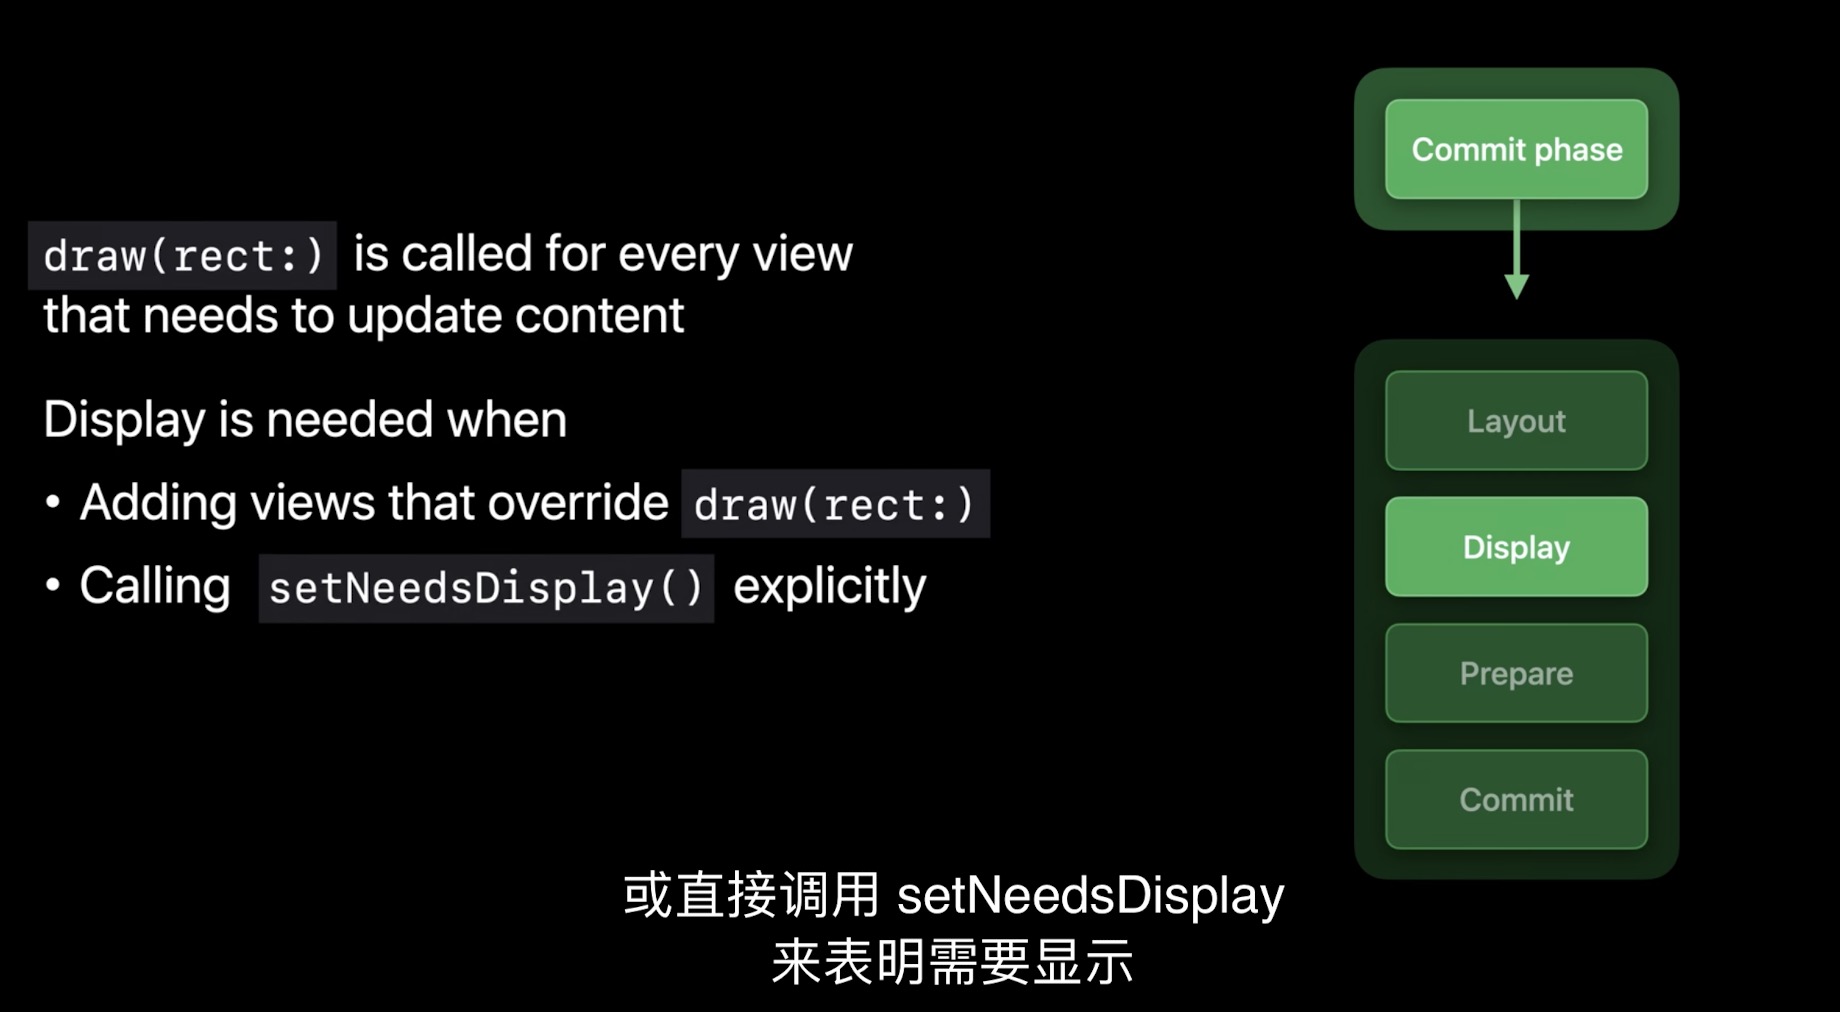 draw(rect:) is called for every view
that needs to update content
Display is needed when
• Adding views that override draw(rect:)
• Calling setNeedsDisplay() explicitly
Commit phase
Layout
Display
Prepare
Commit
或直接调用 setNeedsDisplay
来表明需要显示